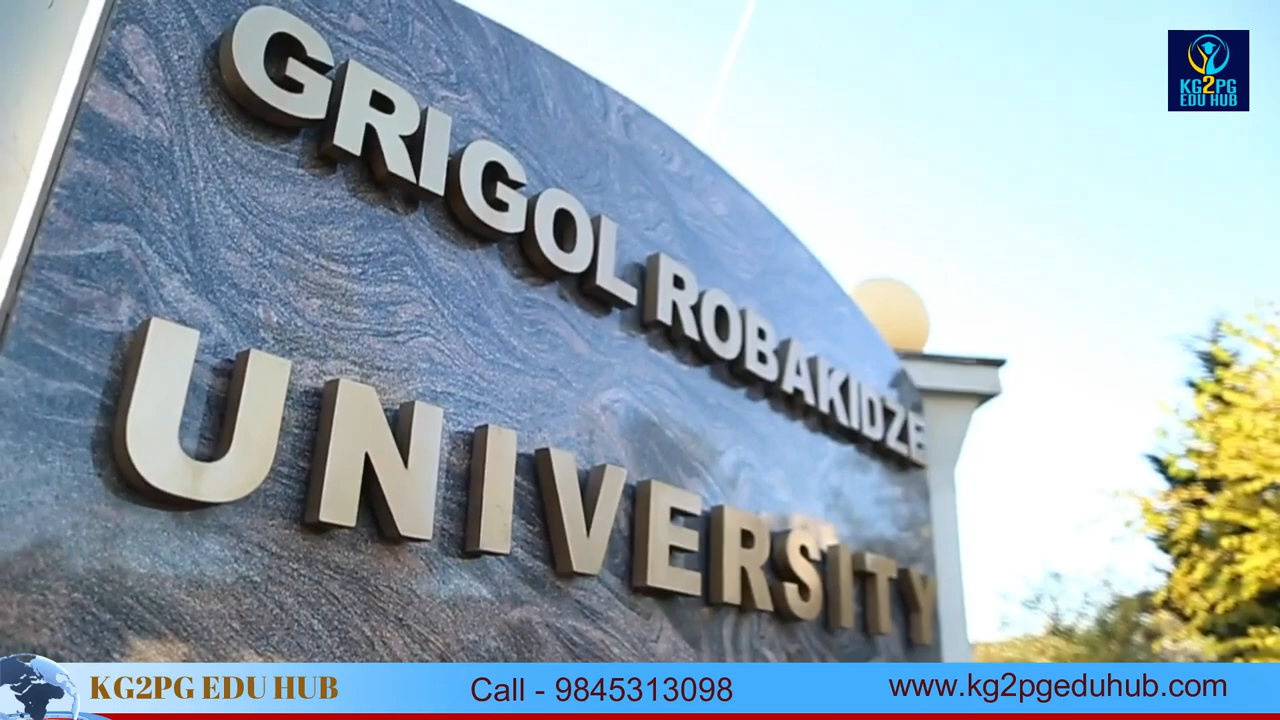 GRIGOL ROBAKIDZE
UNIVERSITY
KG2PG
EDU HUB
KG2PG EDU HUB
Call - 9845313098
www.kg2pgeduhub.com